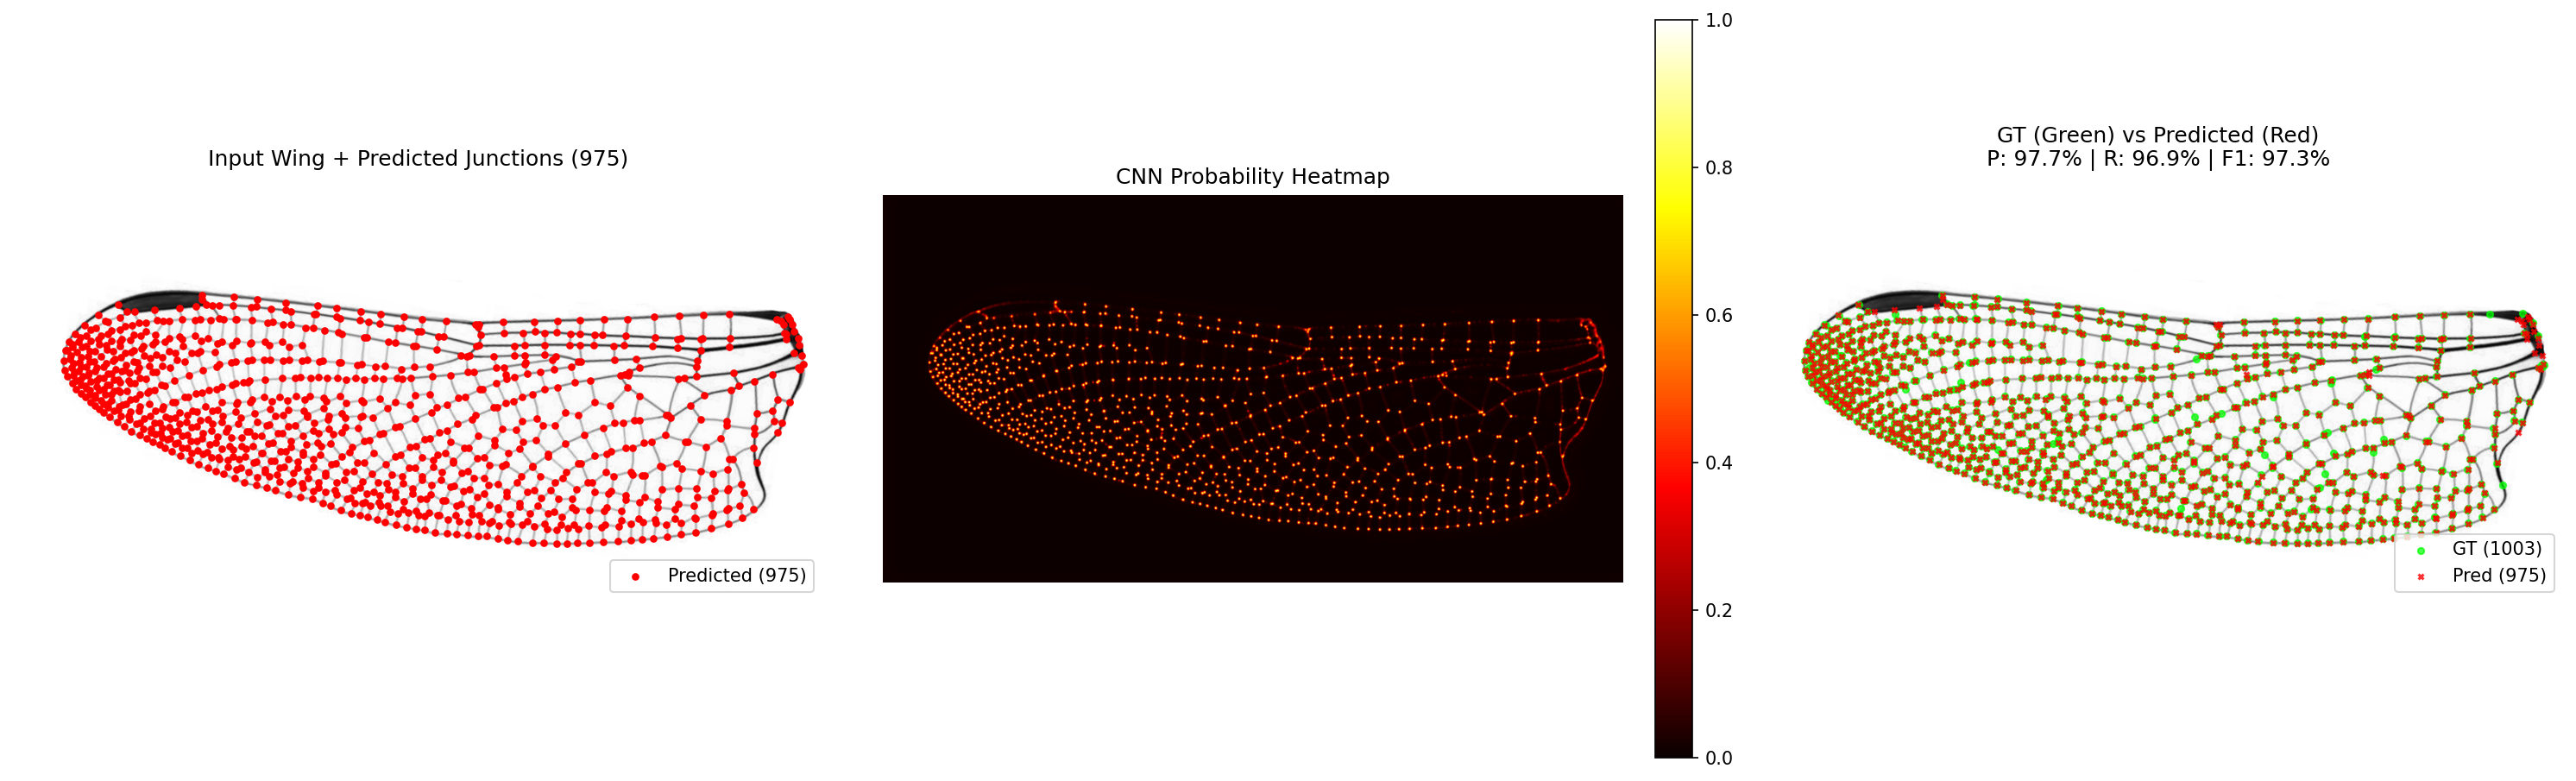 Input Wing + Predicted Junctions (975)
Predicted (975)
CNN Probability Heatmap
1.0
0.8
0.6
0.4
0.2
0.0
GT (Green) vs Predicted (Red)
P: 97.7% | R: 96.9% | F1: 97.3%
GT (1003)
Pred (975)